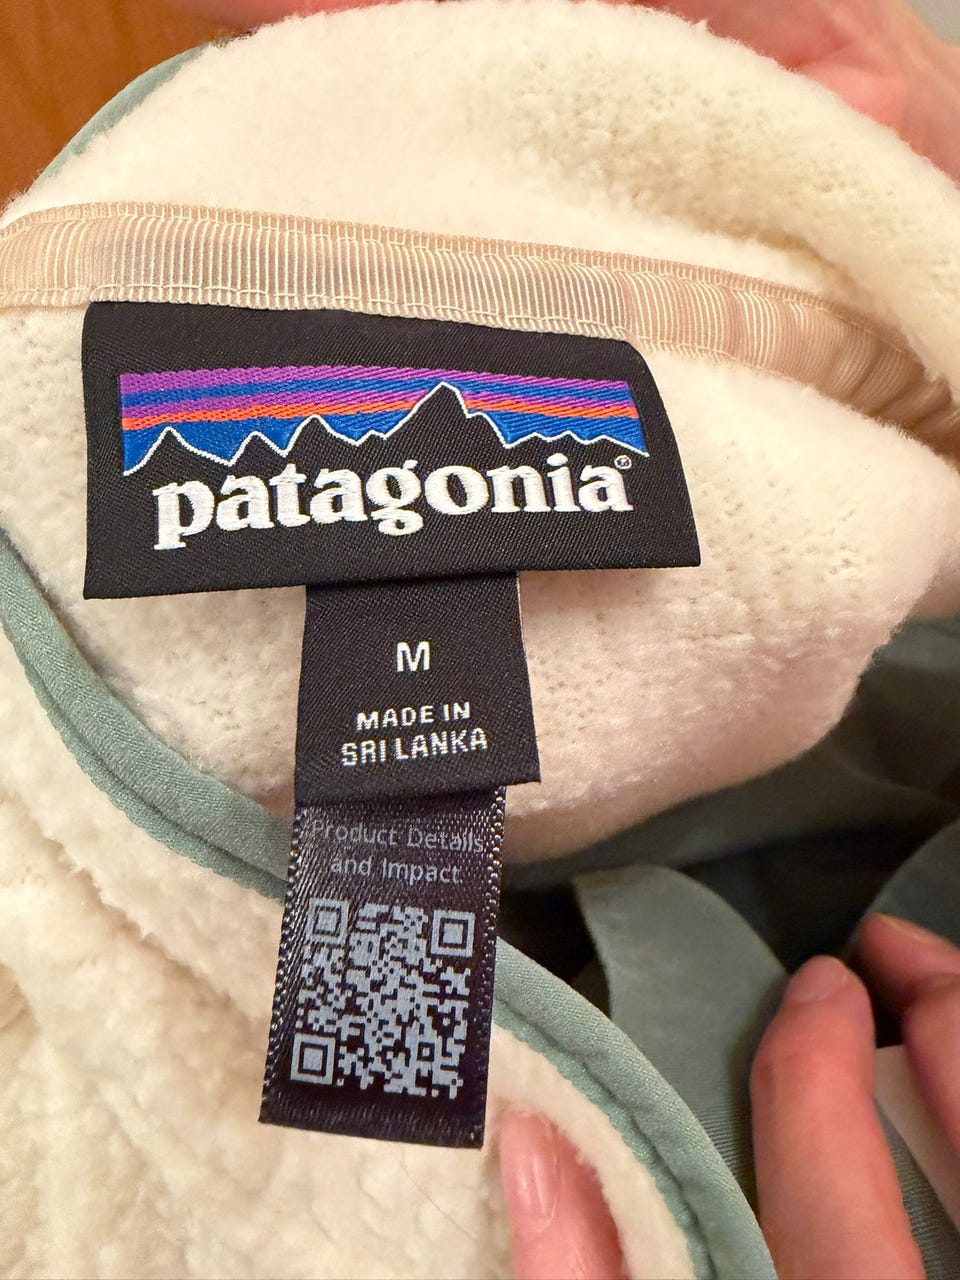 patagonia®
M
MADE IN
SRI LANKA
Product Details
and Impact